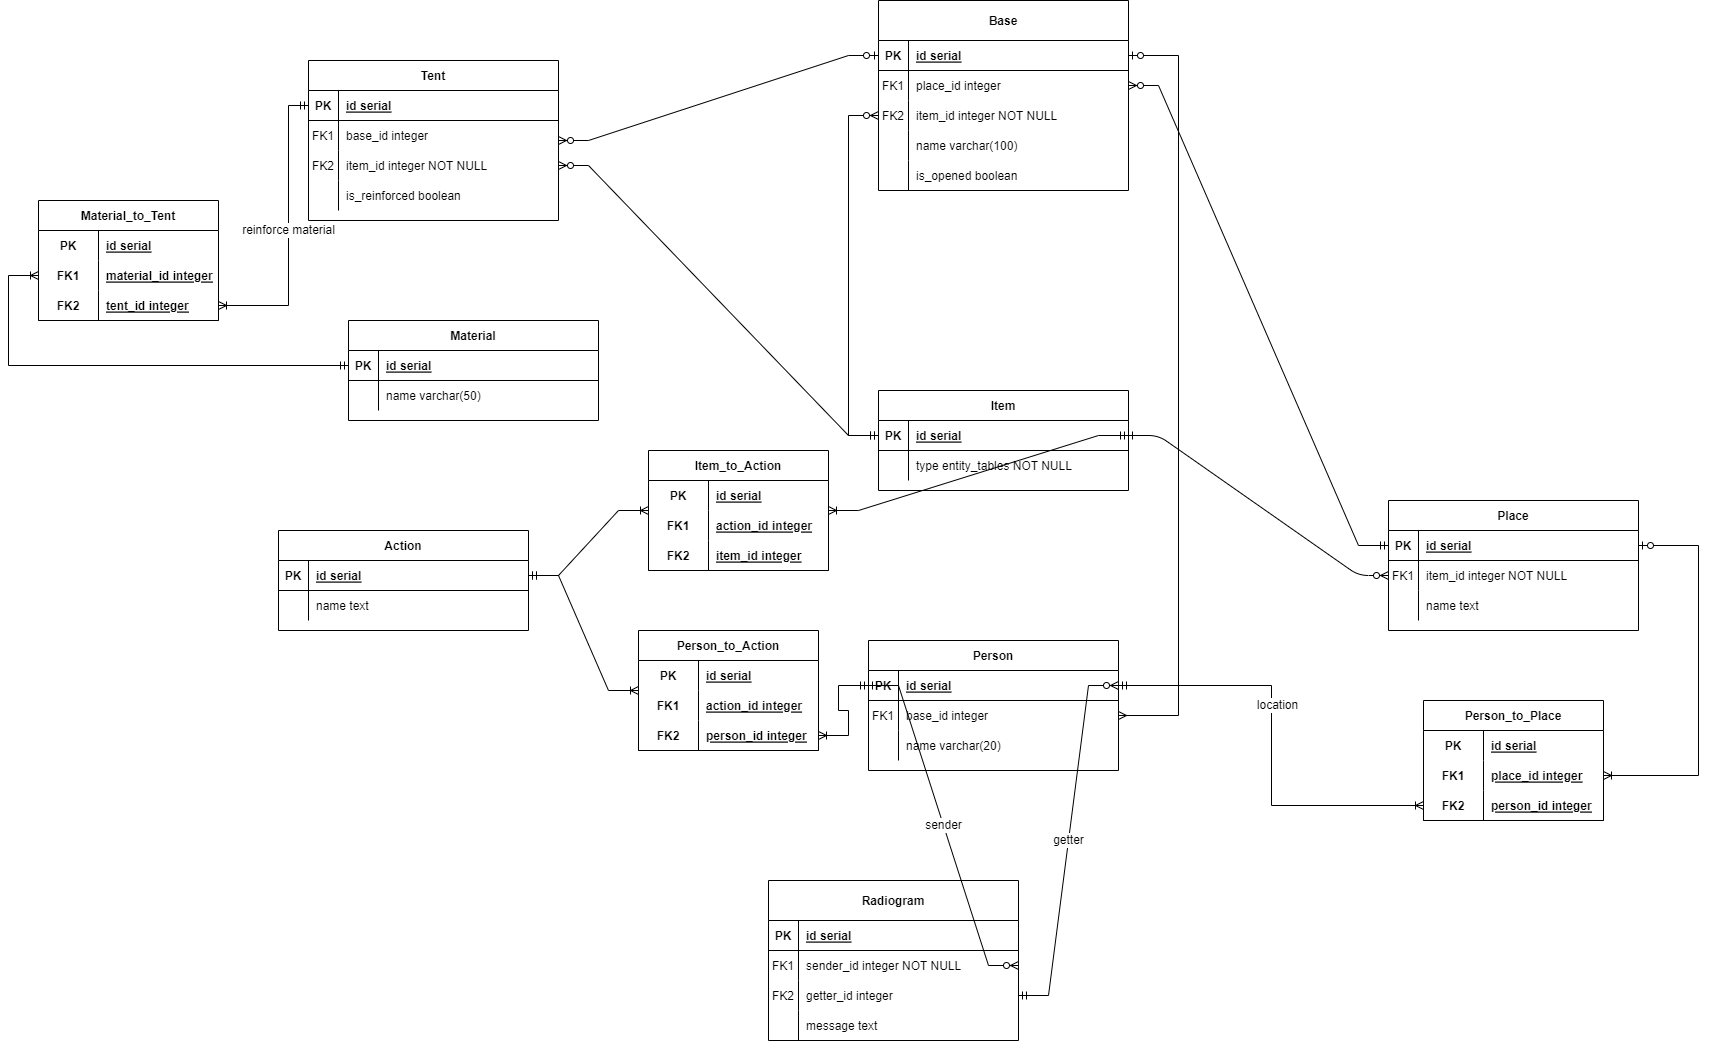 Base
PK id serial
FK1 place_id integer
FK2 item_id integer NOT NULL
name varchar(100)
is_opened boolean
Tent
PK id serial
FK1 base_id integer
FK2 item_id integer NOT NULL
is_reinforced boolean
Material_to_Tent
PK id serial
FK1 material_id integer
FK2 tent_id integer
reinforce material
Material
PK id serial
name varchar(50)
Item
PK id serial
type entity_tables NOT NULL
Item_to_Action
PK id serial
FK1 action_id integer
FK2 item_id integer
Action
PK id serial
name text
Place
PK id serial
FK1 item_id integer NOT NULL
name text
Person_to_Action
PK id serial
FK1 action_id integer
FK2 person_id integer
Person
PK id serial
FK1 base_id integer
name varchar(20)
location
Person_to_Place
PK id serial
FK1 place_id integer
FK2 person_id integer
sender
getter
Radiogram
PK id serial
FK1 sender_id integer NOT NULL
FK2 getter_id integer
message text